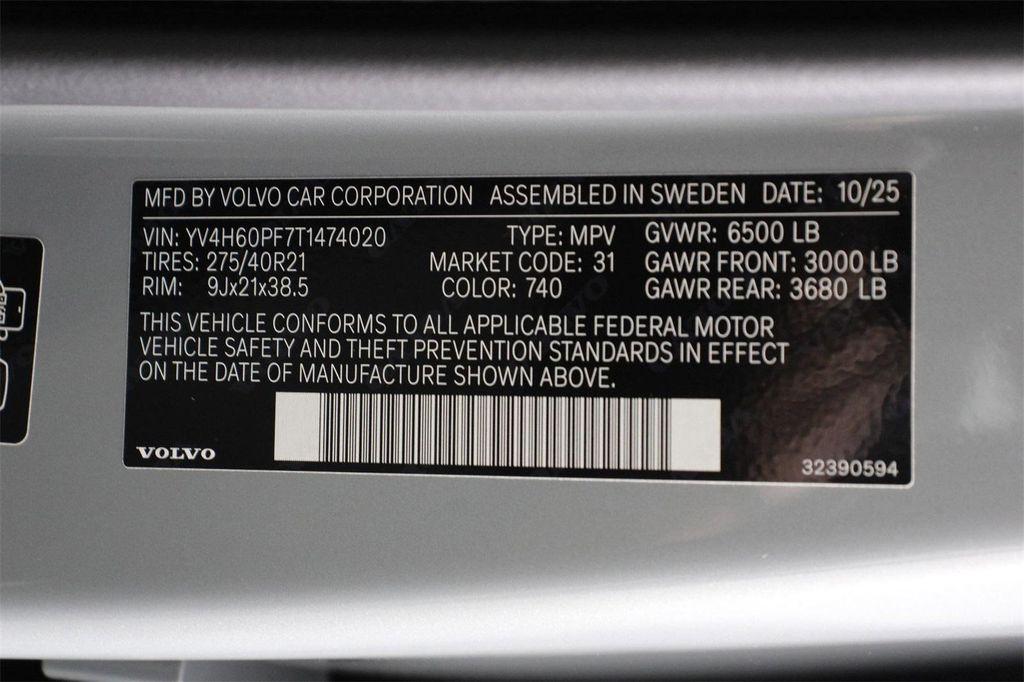 MFD BY VOLVO CAR CORPORATION ASSEMBLED IN SWEDEN DATE: 10/25
VIN: YV4H60PF7T1474020 TYPE: MPV GVWR: 6500 LB
TIRES: 275/40R21 MARKET CODE: 31 GAWR FRONT: 3000 LB
RIM: 9Jx21x38.5 COLOR: 740 GAWR REAR: 3680 LB
THIS VEHICLE CONFORMS TO ALL APPLICABLE FEDERAL MOTOR
VEHICLE SAFETY AND THEFT PREVENTION STANDARDS IN EFFECT
ON THE DATE OF MANUFACTURE SHOWN ABOVE.
VOLVO 32390594